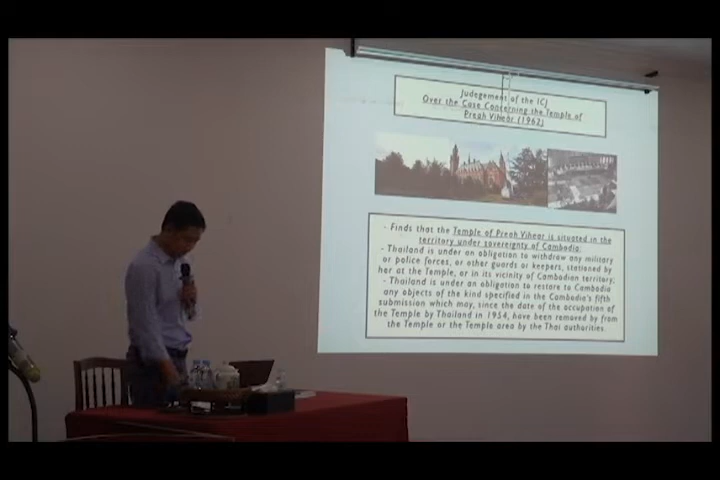 Judegement of the ICJ
Over the Case Concerning the Temple of
Preah Vihear (1962)
- Finds that the Temple of Preah Vihear is situated in the
territory under sovereignty of Cambodia;
- Thailand is under an obligation to withdraw any military
or police forces, or other guards or keepers, stationed by
her at the Temple, or in its vicinity of Cambodian territory;
- Thailand is under an obligation to restore to Cambodia
any objects of the kind specified in the Cambodia's fifth
submission which may, since the date of the occupation of
the Temple by Thailand in 1954, have been removed by from
the Temple or the Temple area by the Thai authorities.